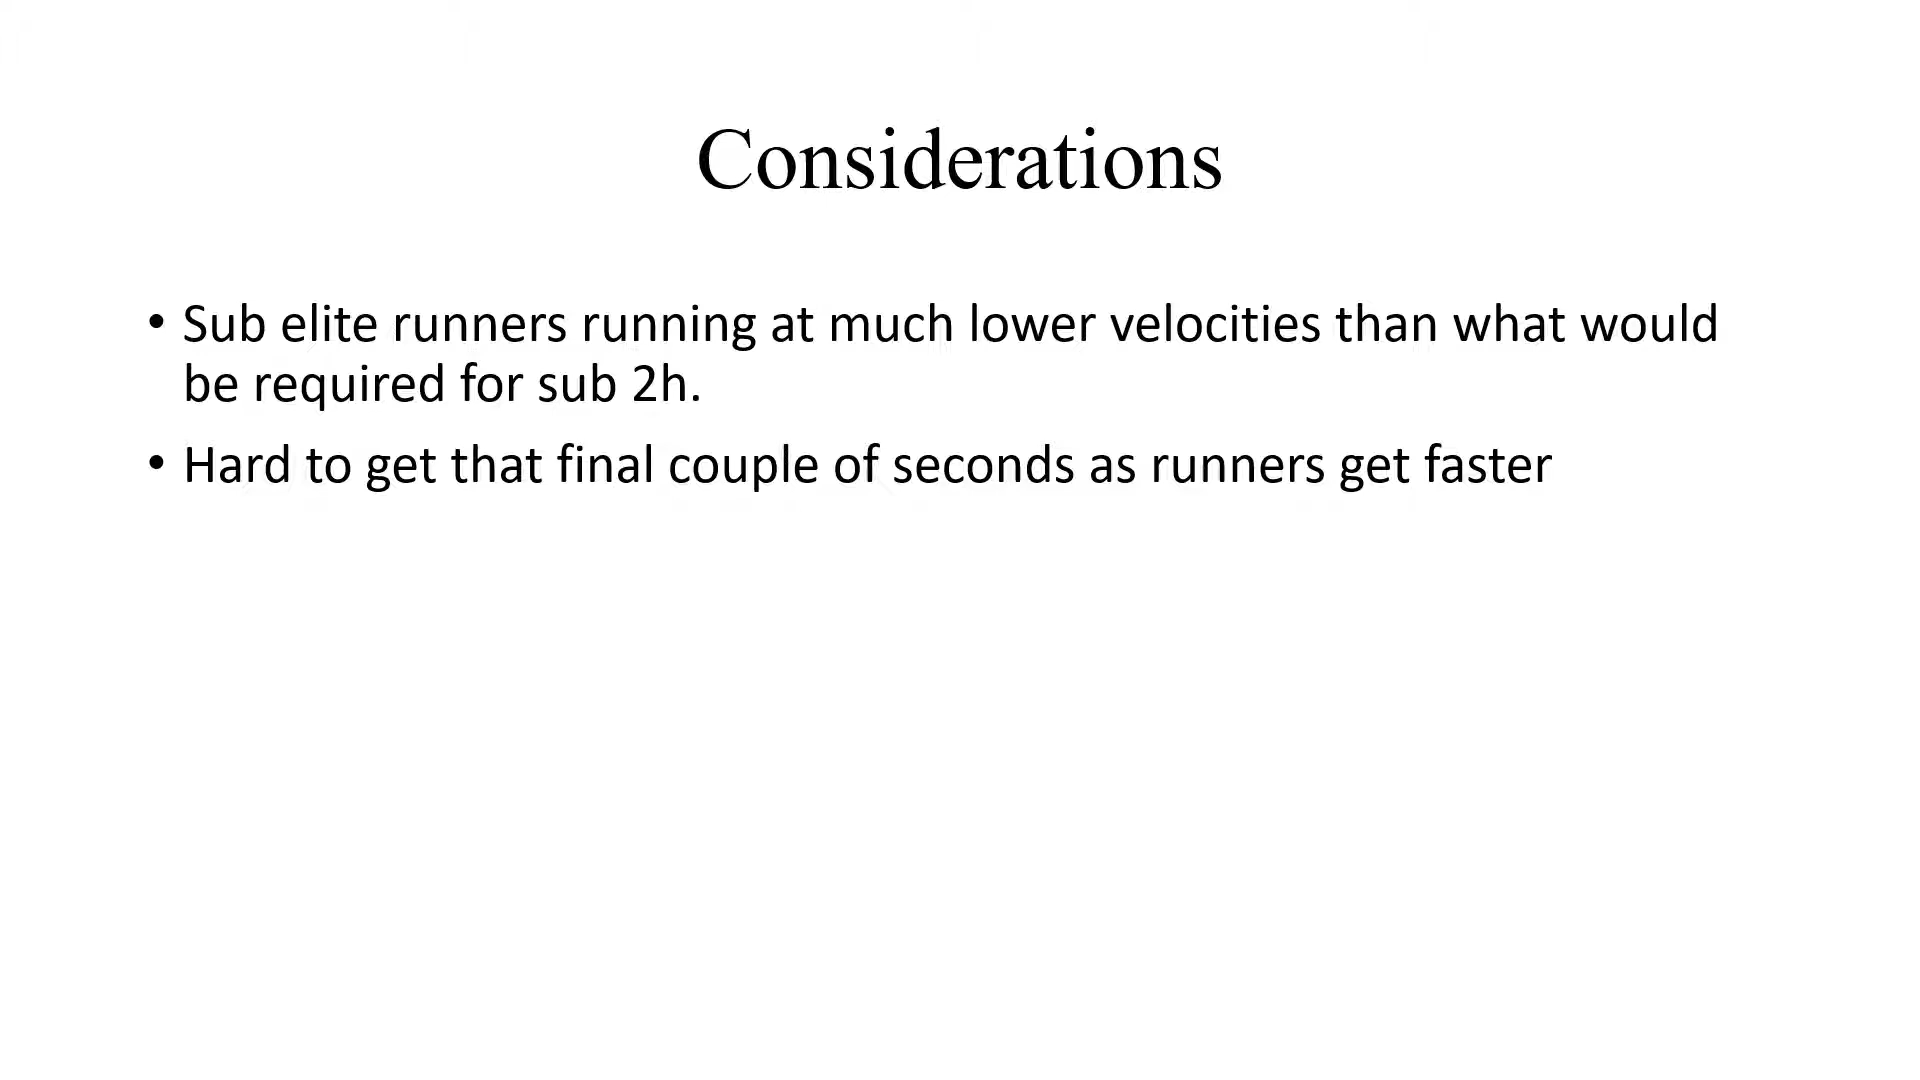 Considerations
• Sub elite runners running at much lower velocities than what would
be required for sub 2h.
• Hard to get that final couple of seconds as runners get faster